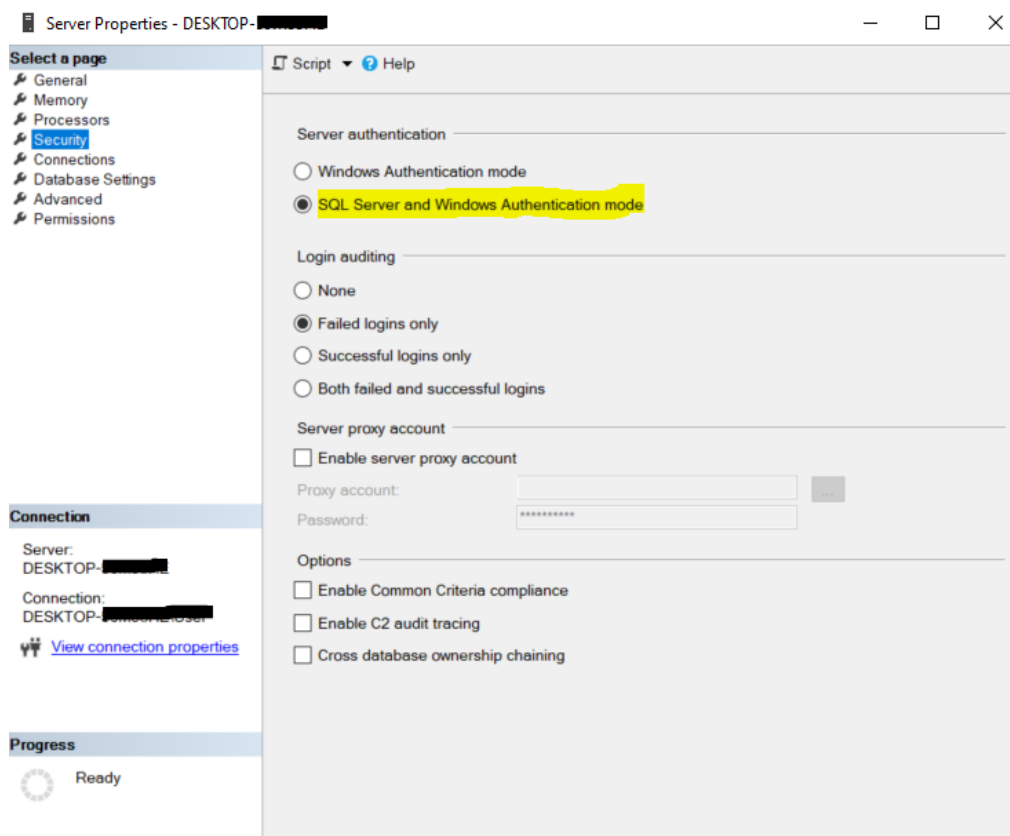 Server Properties - DESKTOP-
Select a page
General
Memory
Processors
Security
Connections
Database Settings
Advanced
Permissions
Script Help
Server authentication
Windows Authentication mode
SQL Server and Windows Authentication mode
Login auditing
None
Failed logins only
Successful logins only
Both failed and successful logins
Server proxy account
Enable server proxy account
Proxy account:
...
Password:
**********
Options
Enable Common Criteria compliance
Enable C2 audit tracing
Cross database ownership chaining
Connection
Server:
DESKTOP-
Connection:
DESKTOP-
View connection properties
Progress
Ready